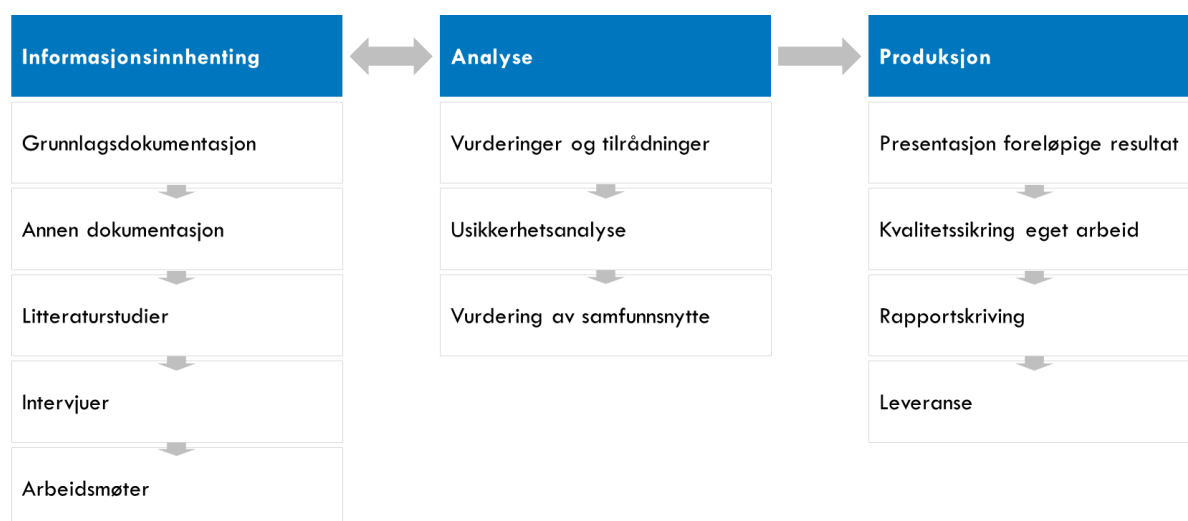 Informasjonsinnhenting
Grunnlagsdokumentasjon
Annen dokumentasjon
Litteraturstudier
Intervjuer
Arbeidsmøter
Analyse
Vurderinger og tilrådninger
Usikkerhetsanalyse
Vurdering av samfunnsnytte
Produksjon
Presentasjon foreløpige resultat
Kvalitetssikring eget arbeid
Rapportskriving
Leveranse